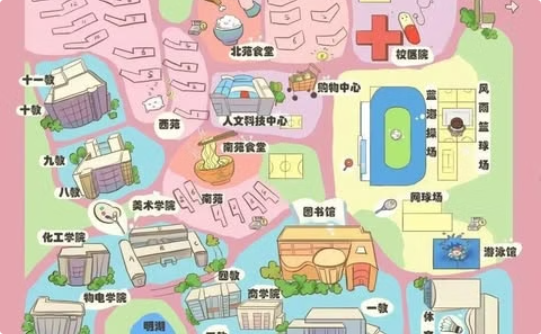 北苑食堂
校医院
十一教
十教
西苑
人文科技中心
购物中心
蓝海操场
风雨篮球场
南苑食堂
九教
八教
美术学院
南苑
图书馆
网球场
化工学院
游泳馆
物电学院
四教
商学院
一教
明湖